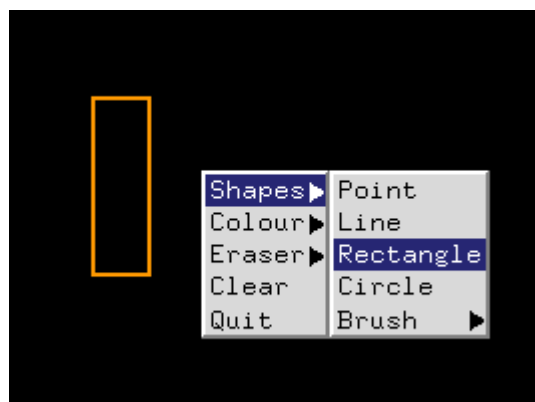 Shapes
Colour
Eraser
Clear
Quit
Point
Line
Rectangle
Circle
Brush